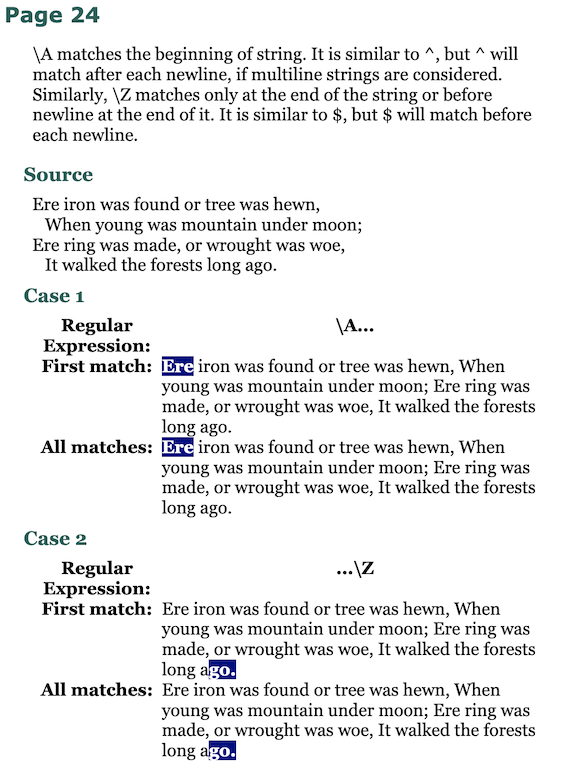 Page 24
\A matches the beginning of string. It is similar to ^, but ^ will
match after each newline, if multiline strings are considered.
Similarly, \Z matches only at the end of the string or before
newline at the end of it. It is similar to $, but $ will match before
each newline.
Source
Ere iron was found or tree was hewn,
When young was mountain under moon;
Ere ring was made, or wrought was woe,
It walked the forests long ago.
Case 1
Regular Expression: \A...
First match: Ere iron was found or tree was hewn, When
young was mountain under moon; Ere ring was
made, or wrought was woe, It walked the forests
long ago.
All matches: Ere iron was found or tree was hewn, When
young was mountain under moon; Ere ring was
made, or wrought was woe, It walked the forests
long ago.
Case 2
Regular Expression: ...\Z
First match: Ere iron was found or tree was hewn, When
young was mountain under moon; Ere ring was
made, or wrought was woe, It walked the forests
long ago.
All matches: Ere iron was found or tree was hewn, When
young was mountain under moon; Ere ring was
made, or wrought was woe, It walked the forests
long ago.